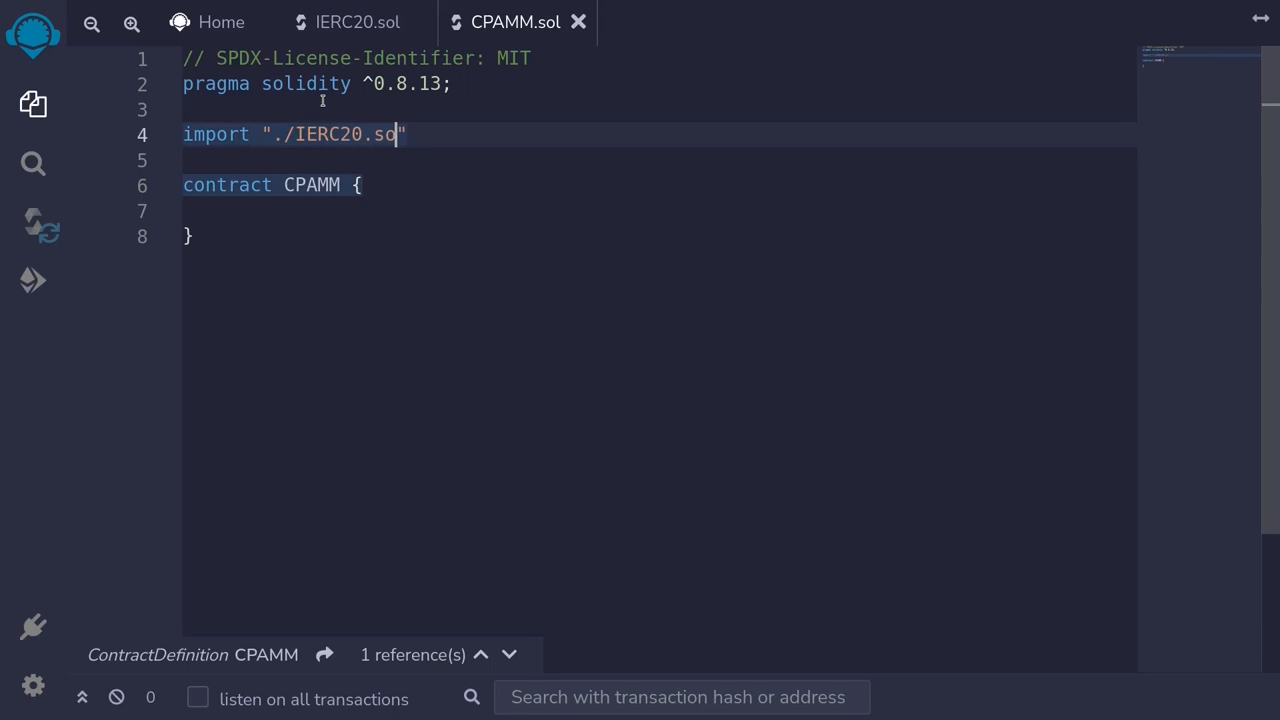 Home
IERC20.sol
CPAMM.sol
1 // SPDX-License-Identifier: MIT
2 pragma solidity ^0.8.13;
3
4 import "./IERC20.so"
5
6 contract CPAMM {
7
8 }
ContractDefinition CPAMM 1 reference(s)
0 listen on all transactions Search with transaction hash or address